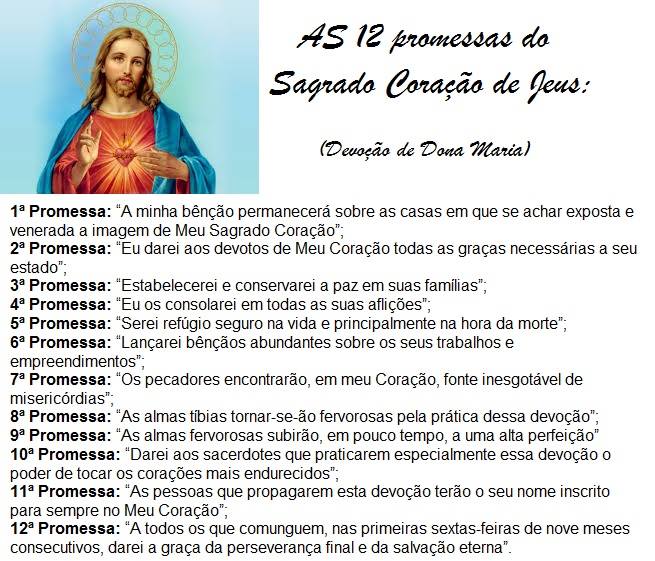 AS 12 promessas do
Sagrado Coração de Jeus:
(Devoção de Dona Maria)
1ª Promessa: “A minha bênção permanecerá sobre as casas em que se achar exposta e
venerada a imagem de Meu Sagrado Coração”;
2ª Promessa: “Eu darei aos devotos de Meu Coração todas as graças necessárias a seu
estado”;
3ª Promessa: “Estabelecerei e conservarei a paz em suas famílias”;
4ª Promessa: “Eu os consolarei em todas as suas aflições”;
5ª Promessa: “Serei refúgio seguro na vida e principalmente na hora da morte”;
6ª Promessa: “Lançarei bênçãos abundantes sobre os seus trabalhos e
empreendimentos”;
7ª Promessa: “Os pecadores encontrarão, em meu Coração, fonte inesgotável de
misericórdias”;
8ª Promessa: “As almas tíbias tornar-se-ão fervorosas pela prática dessa devoção”;
9ª Promessa: “As almas fervorosas subirão, em pouco tempo, a uma alta perfeição”
10ª Promessa: “Darei aos sacerdotes que praticarem especialmente essa devoção o
poder de tocar os corações mais endurecidos”;
11ª Promessa: “As pessoas que propagarem esta devoção terão o seu nome inscrito
para sempre no Meu Coração”;
12ª Promessa: “A todos os que comunguem, nas primeiras sextas-feiras de nove meses
consecutivos, darei a graça da perseverança final e da salvação eterna”.